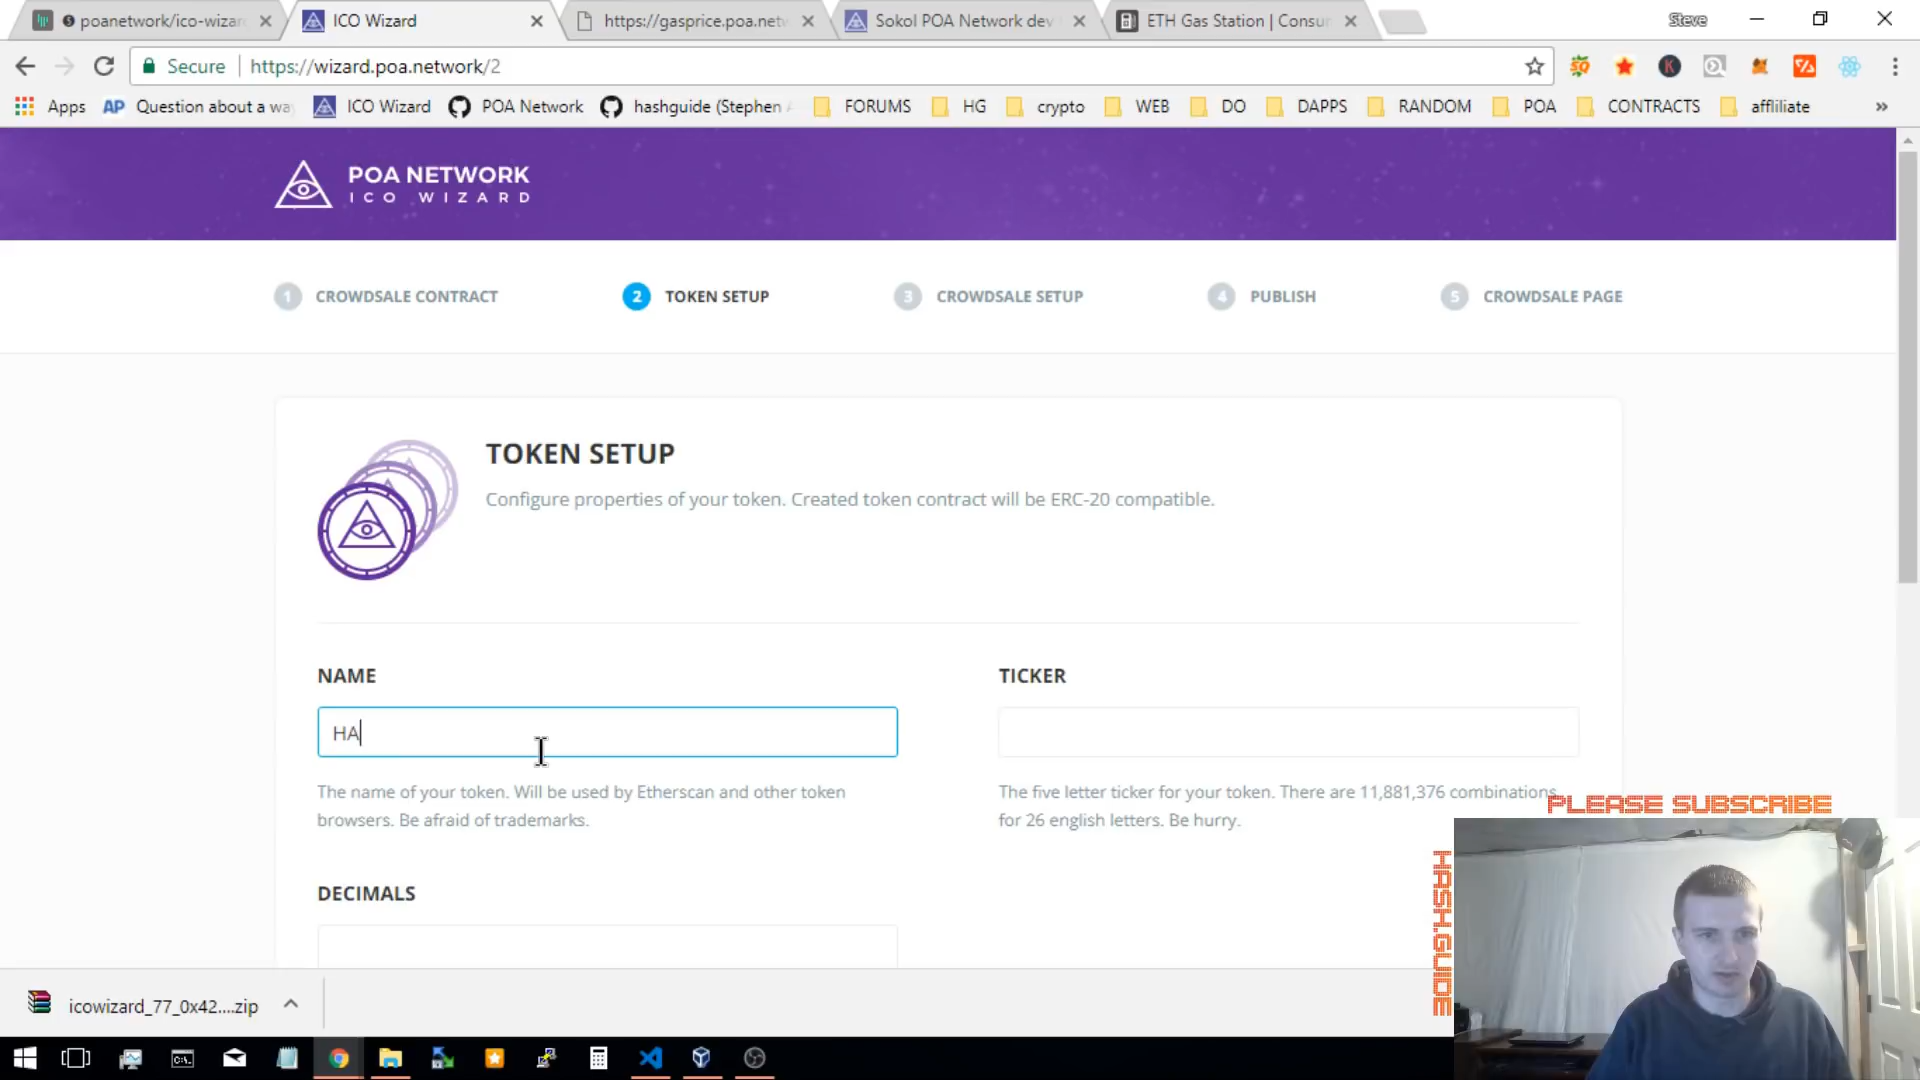 poanetwork/ico-wizar
ICO Wizard
https://gasprice.poa.net
Sokol POA Network dev
ETH Gas Station | Consu
Steve
Secure
https://wizard.poa.network/2
Apps
AP
Question about a wa
ICO Wizard
POA Network
hashguide (Stephen
FORUMS
HG
crypto
WEB
DO
DAPPS
RANDOM
POA
CONTRACTS
affliliate
»
POA NETWORK
ICO WIZARD
1 CROWDSALE CONTRACT
2 TOKEN SETUP
3 CROWDSALE SETUP
4 PUBLISH
5 CROWDSALE PAGE
TOKEN SETUP
Configure properties of your token. Created token contract will be ERC-20 compatible.
NAME
HA
The name of your token. Will be used by Etherscan and other token
browsers. Be afraid of trademarks.
TICKER
The five letter ticker for your token. There are 11,881,376 combinations
for 26 english letters. Be hurry.
DECIMALS
PLEASE SUBSCRIBE
HASH.GUIDE
icowizard_77_0x42....zip